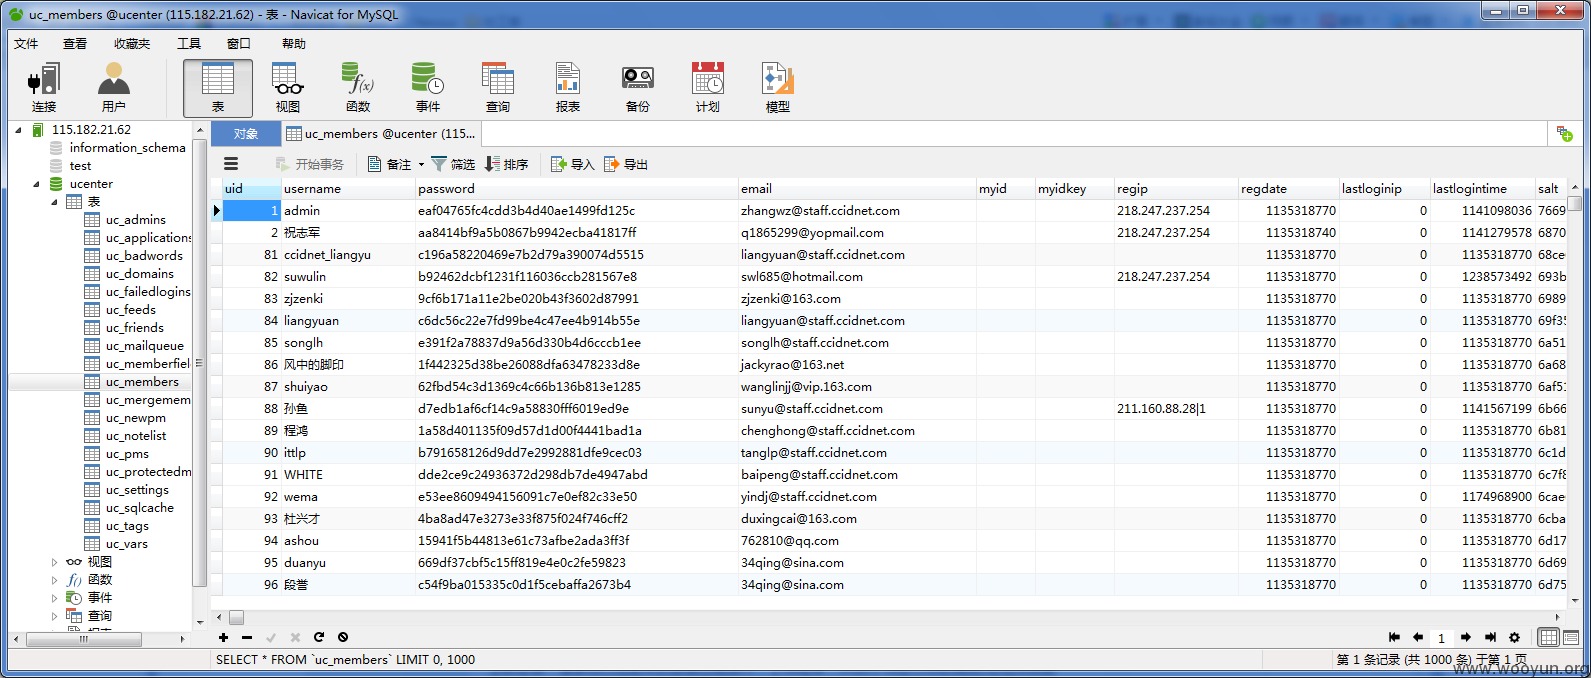 uc_members @ucenter (115.182.21.62) - 表 - Navicat for MySQL
文件 查看 收藏夹 工具 窗口 帮助
连接 用户 表 视图 函数 事件 查询 报表 备份 计划 模型
115.182.21.62
information_schema
test
ucenter
表
uc_admins
uc_applications
uc_badwords
uc_domains
uc_failedlogins
uc_feeds
uc_friends
uc_mailqueue
uc_memberfiel
uc_members
uc_mergemem
uc_newpm
uc_notelist
uc_pms
uc_protectedm
uc_settings
uc_sqlcache
uc_tags
uc_vars
视图
函数
事件
查询
对象 uc_members @ucenter (115...
开始事务 备注 筛选 排序 导入 导出
uid username password email myid myidkey regip regdate lastloginip lastlogintime salt
1 admin eaf04765fc4cdd3b4d40ae1499fd125c zhangwz@staff.ccidnet.com 218.247.237.254 1135318770 0 1141098036 7669
2 祝志军 aa8414bf9a5b0867b9942ecba41817ff q1865299@yopmail.com 218.247.237.254 1135318740 0 1141279578 6870
81 ccidnet_liangyu c196a58220469e7b2d79a390074d5515 liangyuan@staff.ccidnet.com 1135318770 0 1135318770 68ce
82 suwulin b92462dcbf1231f116036ccb281567e8 swl685@hotmail.com 218.247.237.254 1135318770 0 1238573492 693b
83 zjzenki 9cf6b171a11e2be020b43f3602d87991 zjzenki@163.com 1135318770 0 1135318770 6989
84 liangyuan c6dc56c22e7fd99be4c47ee4b914b55e liangyuan@staff.ccidnet.com 1135318770 0 1135318770 69f35
85 songlh e391f2a78837d9a56d330b4d6cccb1ee songlh@staff.ccidnet.com 1135318770 0 1135318770 6a51
86 风中的脚印 1f442325d38be26088dfa63478233d8e jackyrao@163.net 1135318770 0 1135318770 6a68
87 shuiyao 62fbd54c3d1369c4c66b136b813e1285 wanglinjj@vip.163.com 1135318770 0 1135318770 6af51
88 孙鱼 d7edb1af6cf14c9a58830fff6019ed9e sunyu@staff.ccidnet.com 211.160.88.28|1 1135318770 0 1141567199 6b66
89 程鸿 1a58d401135f09d57d1d00f4441bad1a chenghong@staff.ccidnet.com 1135318770 0 1135318770 6b81
90 ittlp b791658126d9dd7e2992881dfe9cec03 tanglp@staff.ccidnet.com 1135318770 0 1135318770 6c1d
91 WHITE dde2ce9c24936372d298db7de4947abd baipeng@staff.ccidnet.com 1135318770 0 1135318770 6c7f8
92 wema e53ee8609494156091c7e0ef82c33e50 yindj@staff.ccidnet.com 1135318770 0 1174968900 6cae
93 杜兴才 4ba8ad47e3273e33f875f024f746cff2 duxingcai@163.com 1135318770 0 1135318770 6cba
94 ashou 15941f5b44813e61c73afbe2ada3ff3f 762810@qq.com 1135318770 0 1135318770 6d17
95 duanyu 669df37cbf5c15ff819e4e0c2fe59823 34qing@sina.com 1135318770 0 1135318770 6d69
96 段誉 c54f9ba015335c0d1f5cebaffa2673b4 34qing@sina.com 1135318770 0 1135318770 6d75
1
SELECT * FROM `uc_members` LIMIT 0, 1000 第 1 条记录 (共 1000 条) 于第 1 页
www.wooyun.org